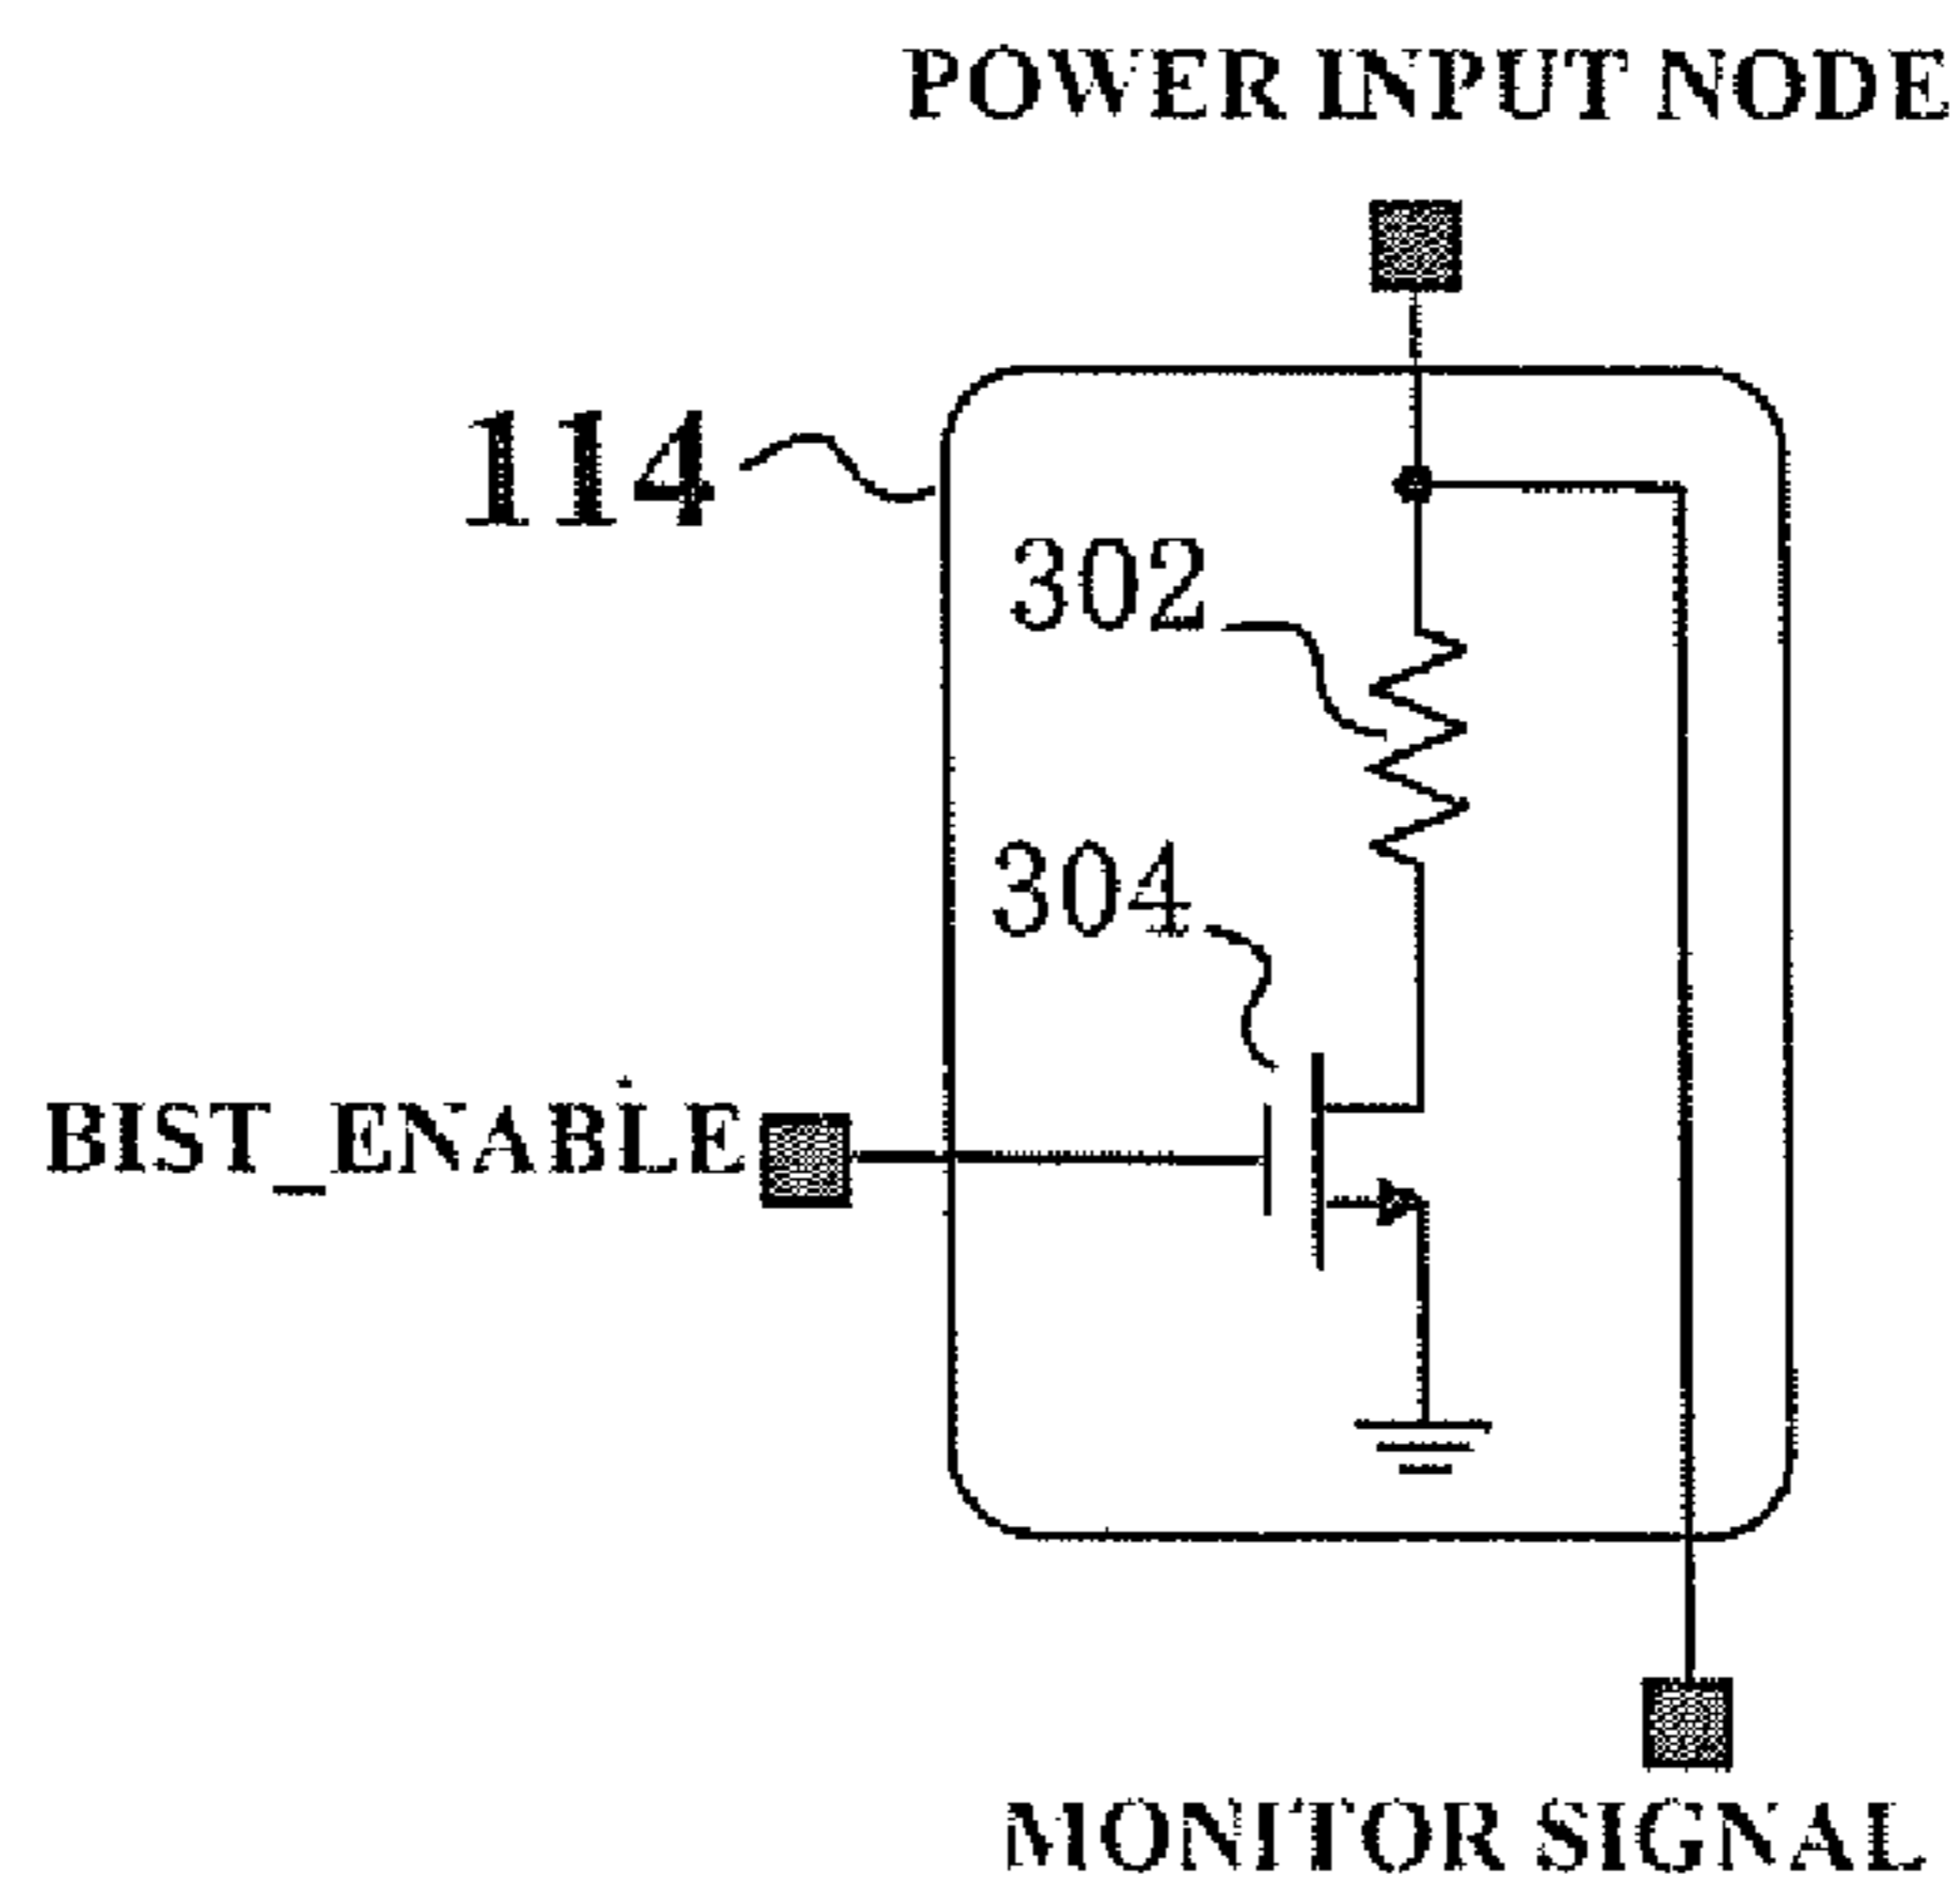 POWER INPUT NODE
114
302
304
BIST_ENABLE
MONITOR SIGNAL